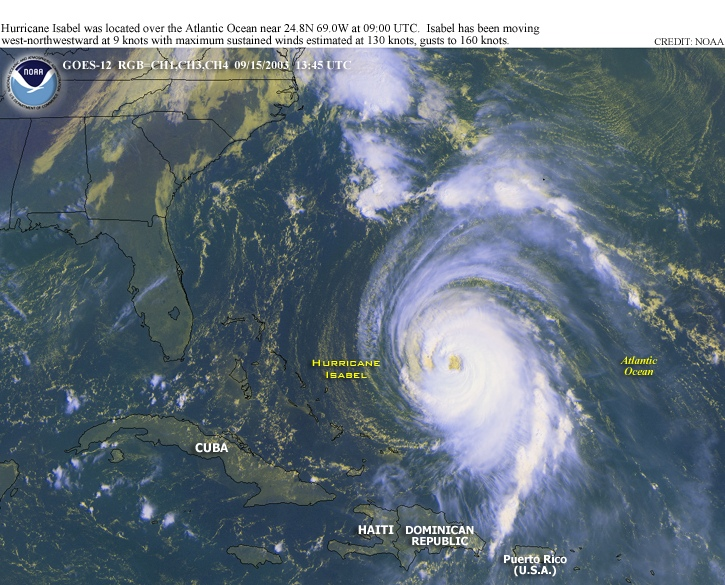 Hurricane Isabel was located over the Atlantic Ocean near 24.8N 69.0W at 09:00 UTC.  Isabel has been moving
west-northwestward at 9 knots with maximum sustained winds estimated at 130 knots, gusts to 160 knots.
CREDIT: NOAA
NOAA
GOES-12  RGB=CH1,CH3,CH4  09/15/2003  13:45 UTC
HURRICANE
ISABEL
Atlantic
Ocean
CUBA
HAITI
DOMINICAN
REPUBLIC
Puerto Rico
(U.S.A.)